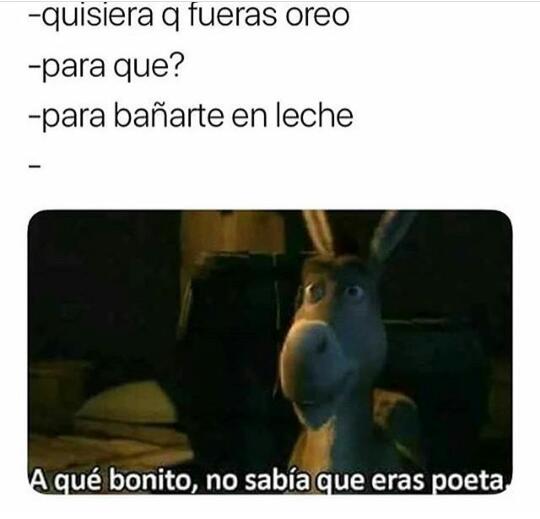 -quisiera q fueras oreo
-para que?
-para bañarte en leche
-
A qué bonito, no sabía que eras poeta.